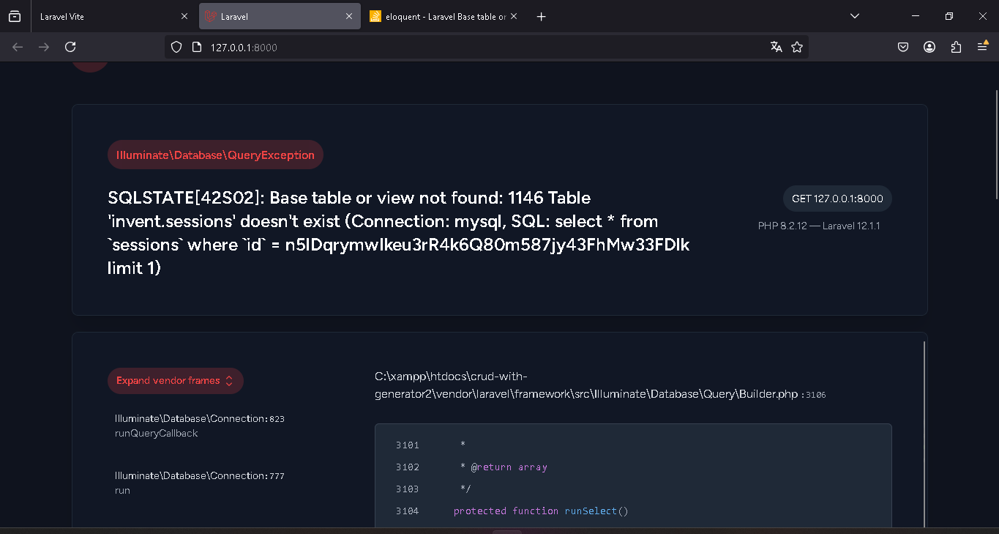 Laravel Vite
Laravel
eloquent - Laravel Base table or
127.0.0.1:8000
Illuminate\Database\QueryException
SQLSTATE[42S02]: Base table or view not found: 1146 Table
'invent.sessions' doesn't exist (Connection: mysql, SQL: select * from
`sessions` where `id` = n5lDqrymwlkeu3rR4k6Q80m587jy43FhMw33FDlk
limit 1)
GET 127.0.0.1:8000
PHP 8.2.12 — Laravel 12.1.1
Expand vendor frames
Illuminate\Database\Connection:823
runQueryCallback
Illuminate\Database\Connection:777
run
C:\xampp\htdocs\crud-with-
generator2\vendor\laravel\framework\src\Illuminate\Database\Query\Builder.php :3106
3101 *
3102 * @return array
3103 */
3104 protected function runSelect()